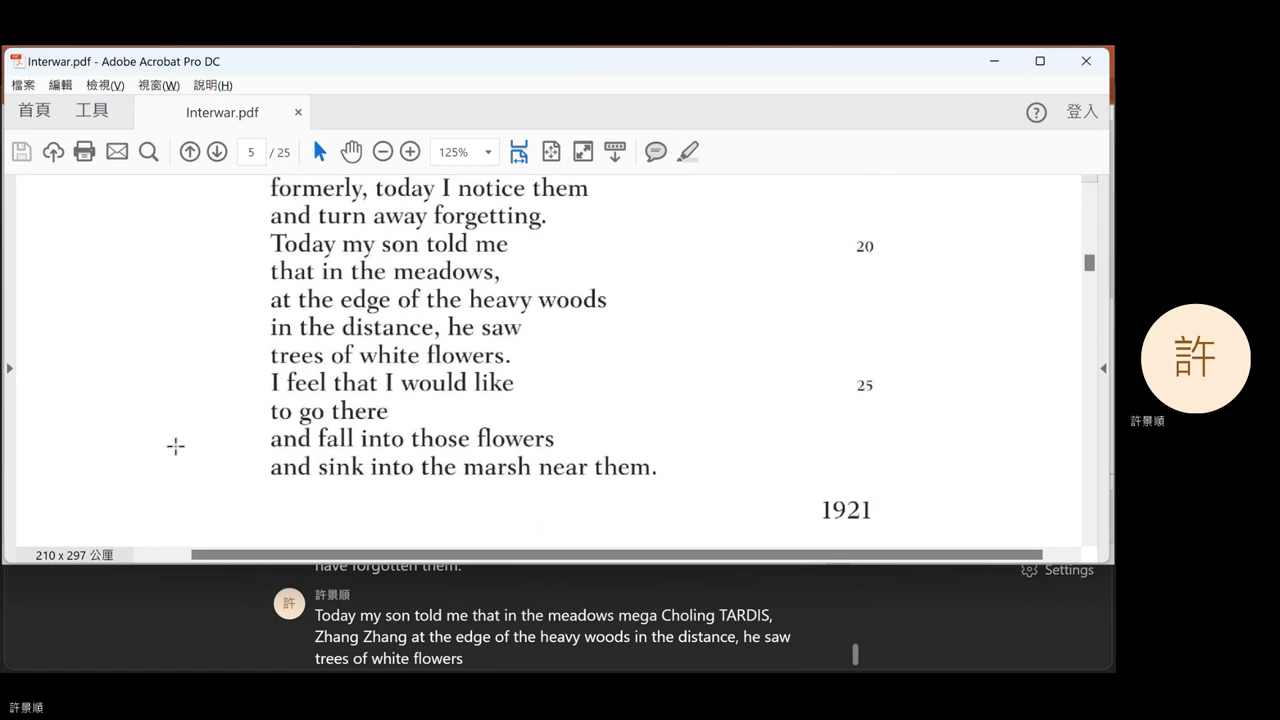 Interwar.pdf - Adobe Acrobat Pro DC
檔案 編輯 檢視(V) 視窗(W) 說明(H)
首頁 工具 Interwar.pdf × ? 登入
5 / 25 125%
formerly, today I notice them
and turn away forgetting.
Today my son told me 20
that in the meadows,
at the edge of the heavy woods
in the distance, he saw
trees of white flowers.
I feel that I would like 25
to go there
and fall into those flowers
and sink into the marsh near them.
1921
210 x 297 公厘
have forgotten them.
Settings
許 許景順
Today my son told me that in the meadows mega Choling TARDIS,
Zhang Zhang at the edge of the heavy woods in the distance, he saw
trees of white flowers
許
許景順
許景順